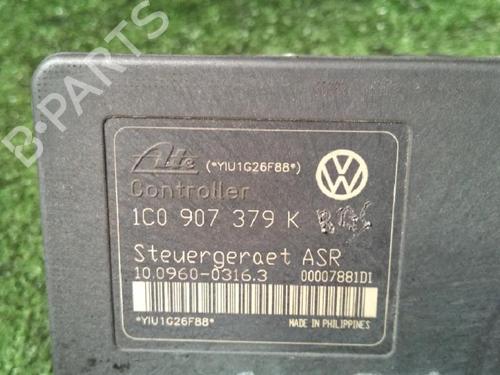 B-PARTS
Ate (*YIU1G26F88*)
Controller
1C0 907 379 K
Steuergeraet ASR
10.0960-0316.3 00007881D1
*YIU1G26F88*
MADE IN PHILIPPINES